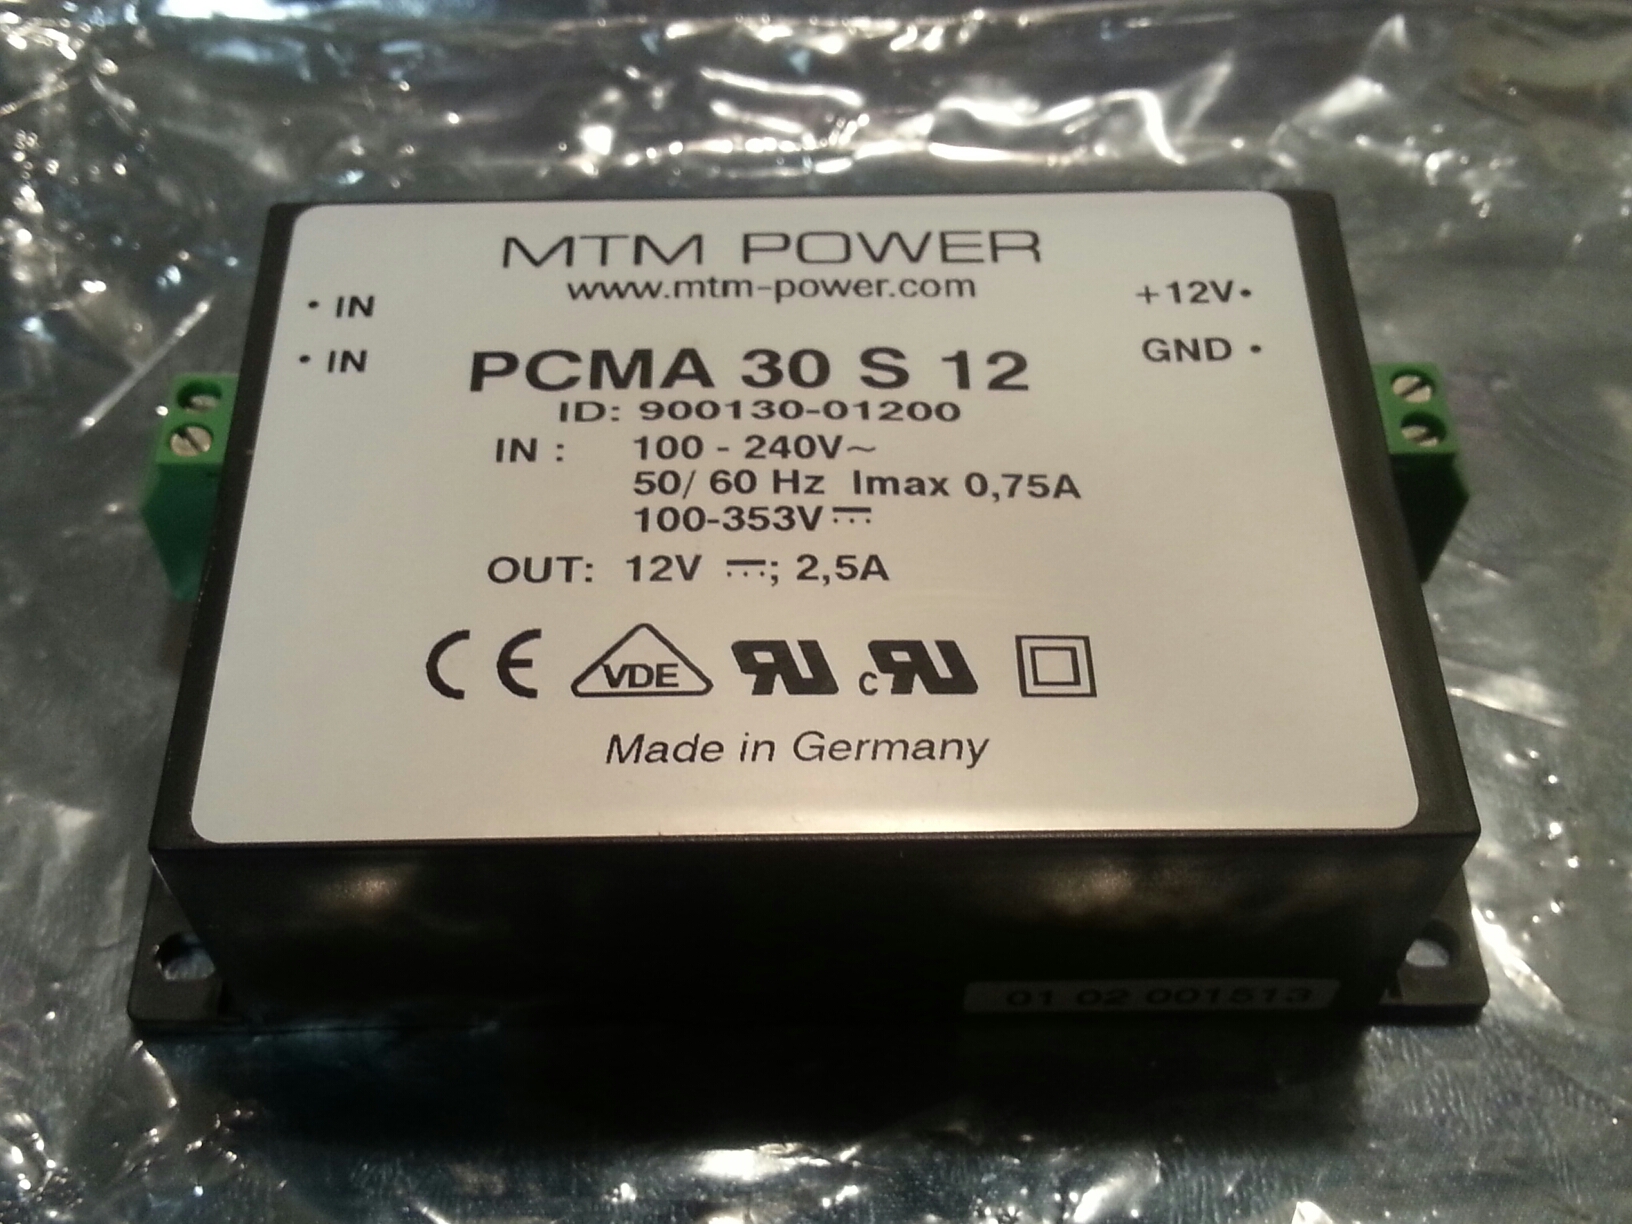 MTM POWER
www.mtm-power.com
• IN
+12V•
• IN
GND •
PCMA 30 S 12
ID: 900130-01200
IN : 100 - 240V~
50/ 60 Hz Imax 0,75A
100-353V⎓
OUT: 12V ⎓; 2,5A
CE VDE RU cRU
Made in Germany
01 02 001513